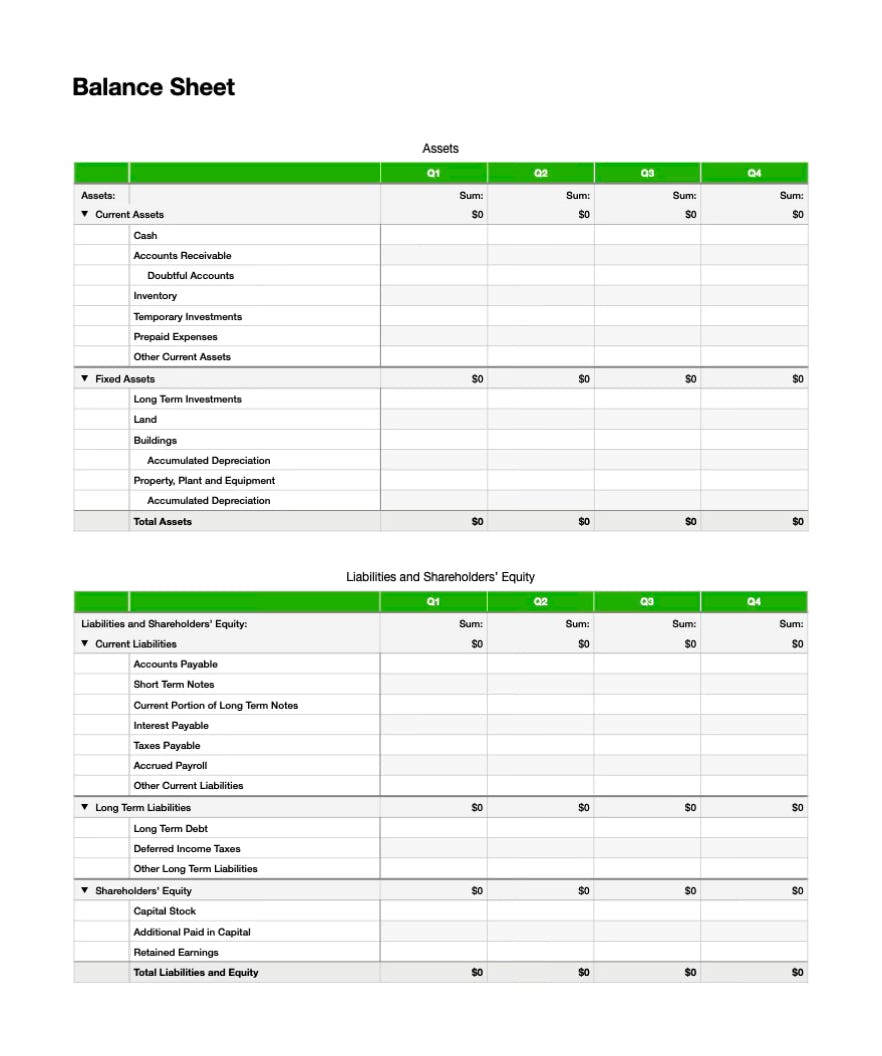 Balance Sheet
Assets
Q1 Q2 Q3 Q4
Assets: Sum: Sum: Sum: Sum:
▼ Current Assets $0 $0 $0 $0
Cash
Accounts Receivable
Doubtful Accounts
Inventory
Temporary Investments
Prepaid Expenses
Other Current Assets
▼ Fixed Assets $0 $0 $0 $0
Long Term Investments
Land
Buildings
Accumulated Depreciation
Property, Plant and Equipment
Accumulated Depreciation
Total Assets $0 $0 $0 $0
Liabilities and Shareholders' Equity
Q1 Q2 Q3 Q4
Liabilities and Shareholders' Equity: Sum: Sum: Sum: Sum:
▼ Current Liabilities $0 $0 $0 $0
Accounts Payable
Short Term Notes
Current Portion of Long Term Notes
Interest Payable
Taxes Payable
Accrued Payroll
Other Current Liabilities
▼ Long Term Liabilities $0 $0 $0 $0
Long Term Debt
Deferred Income Taxes
Other Long Term Liabilities
▼ Shareholders' Equity $0 $0 $0 $0
Capital Stock
Additional Paid in Capital
Retained Earnings
Total Liabilities and Equity $0 $0 $0 $0